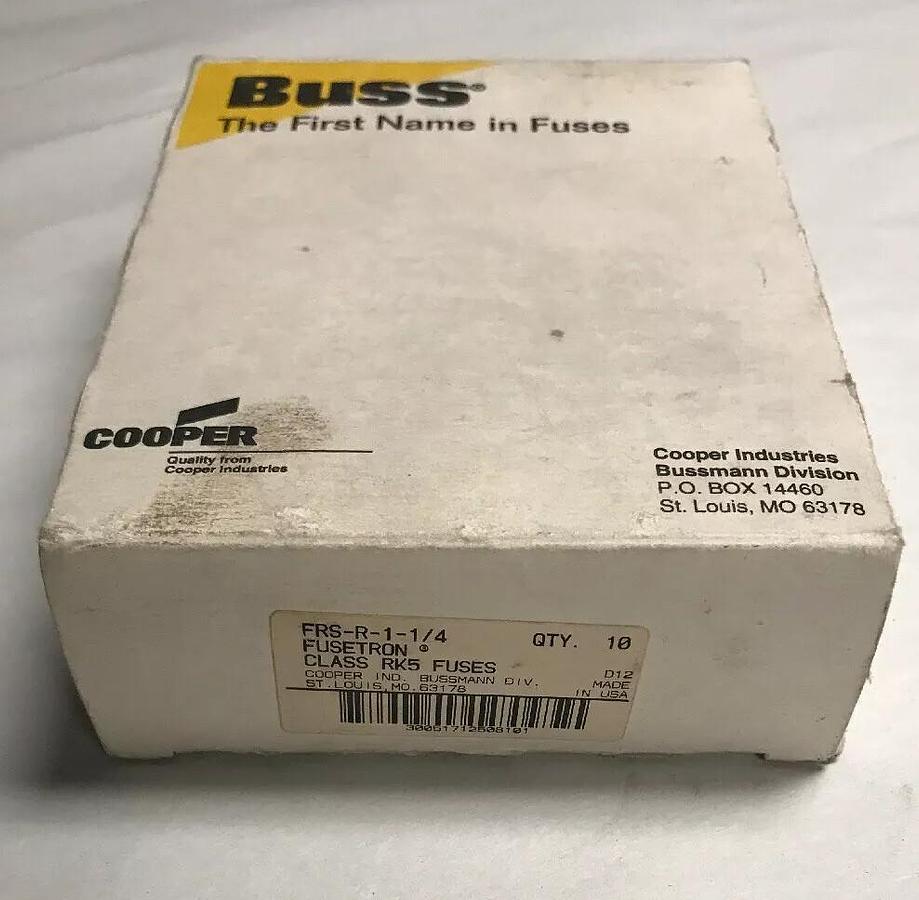 Buss®
The First Name in Fuses
COOPER
Quality from
Cooper Industries
Cooper Industries
Bussmann Division
P.O. BOX 14460
St. Louis, MO 63178
FRS-R-1-1/4 QTY. 10
FUSETRON ®
CLASS RK5 FUSES
COOPER IND. BUSSMANN DIV. D12
ST.LOUIS,MO.63178 MADE
IN USA
30051712508101